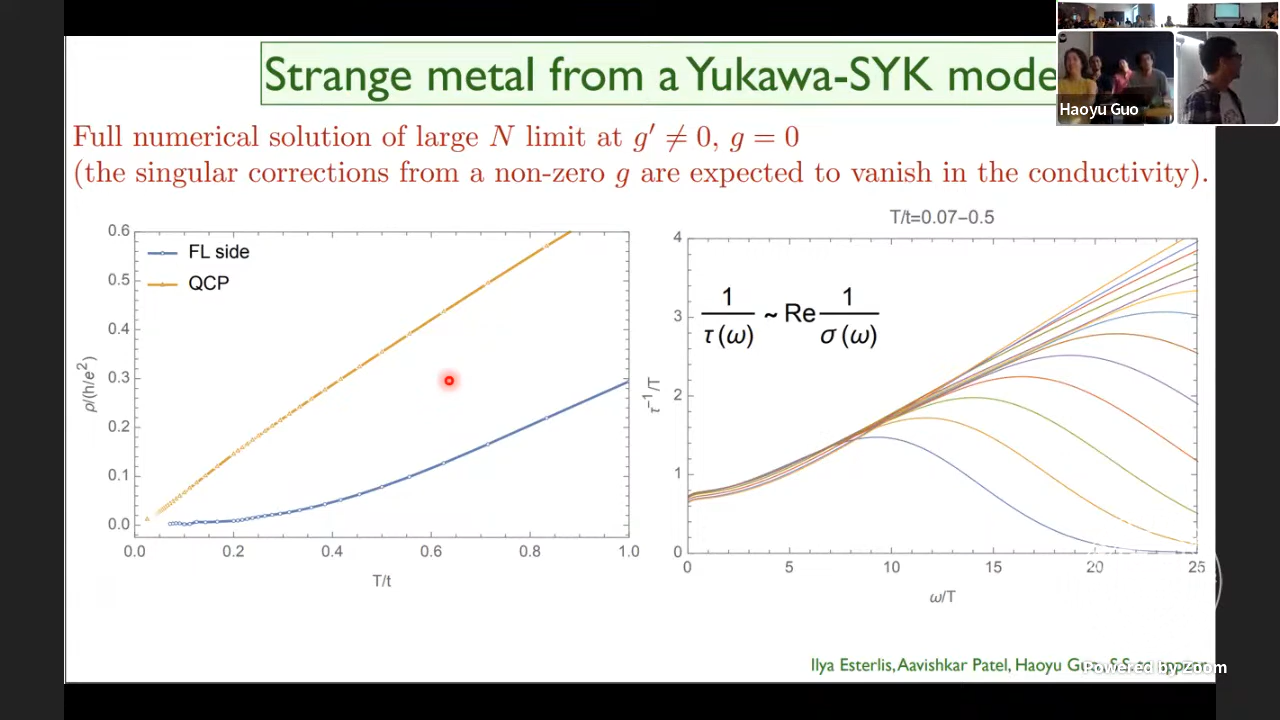 Strange metal from a Yukawa-SYK mode
Haoyu Guo
Full numerical solution of large N limit at g′ ≠ 0, g = 0
(the singular corrections from a non-zero g are expected to vanish in the conductivity).
FL side
QCP
0.6
0.5
0.4
0.3
0.2
0.1
0.0
ρ/(h/e²)
0.0 0.2 0.4 0.6 0.8 1.0
T/t
T/t=0.07–0.5
1/τ(ω) ~ Re 1/σ(ω)
4
3
2
1
0
τ⁻¹/T
0 5 10 15 20 25
ω/T
Ilya Esterlis, Aavishkar Patel, Haoyu
Powered by Zoom